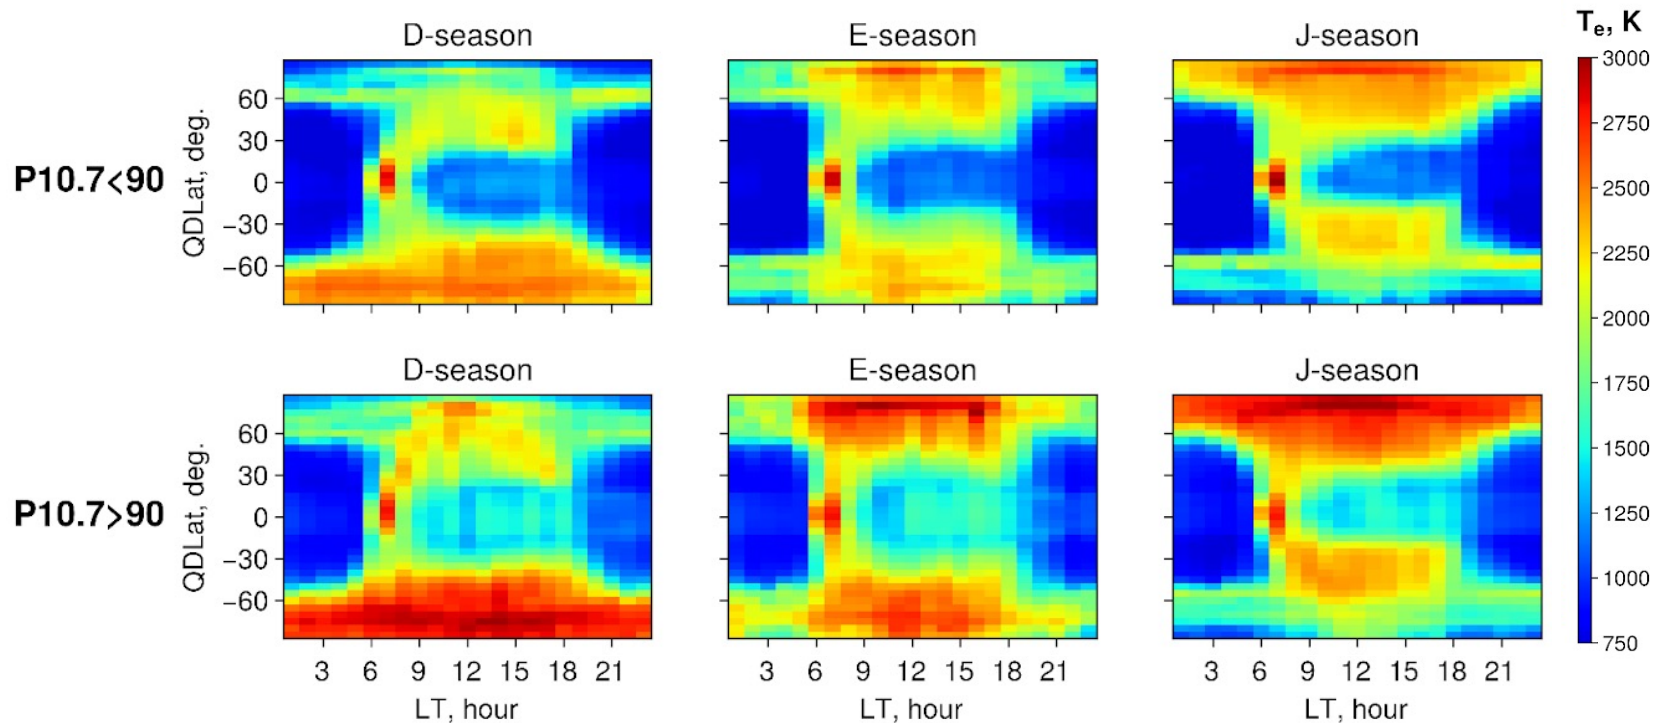 Tₑ, K
D-season
E-season
J-season
3000
2750
2500
2250
2000
1750
1500
1250
1000
750
P10.7<90
QDLat, deg.
60
30
0
−30
−60
D-season
E-season
J-season
P10.7>90
QDLat, deg.
60
30
0
−30
−60
3 6 9 12 15 18 21
3 6 9 12 15 18 21
3 6 9 12 15 18 21
LT, hour
LT, hour
LT, hour